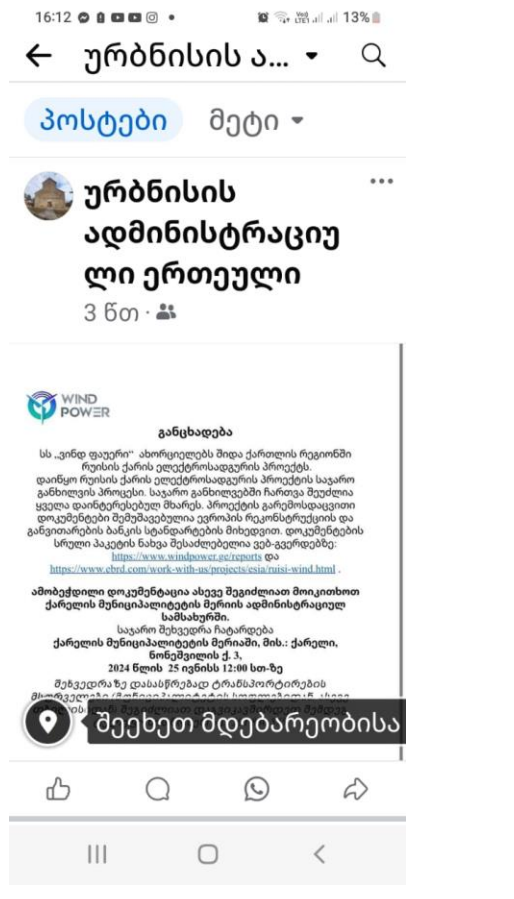 16:12
Vo)) LTE1
13%
ურბნისის ა...
პოსტები მეტი
ურბნისის
ადმინისტრაციუ
ლი ერთეული
3 წთ ·
WIND
POWER
განცხადება
სს „ვინდ ფაუერი“ ახორციელებს შიდა ქართლის რეგიონში
რუისის ქარის ელექტროსადგურის პროექტს.
დაიწყო რუისის ქარის ელექტროსადგურის პროექტის საჯარო
განხილვის პროცესი. საჯარო განხილვებში ჩართვა შეუძლია
ყველა დაინტერესებულ მხარეს. პროექტის გარემოსდაცვითი
დოკუმენტები შემუშავებულია ევროპის რეკონსტრუქციის და
განვითარების ბანკის სტანდარტების მიხედვით. დოკუმენტების
სრული პაკეტის ნახვა შესაძლებელია ვებ-გვერდებზე:
https://www.windpower.ge/reports და
https://www.ebrd.com/work-with-us/projects/esia/ruisi-wind.html .
ამობეჭდილი დოკუმენტაცია ასევე შეგიძლიათ მოიკითხოთ
ქარელის მუნიციპალიტეტის მერიის ადმინისტრაციულ
სამსახურში.
საჯარო შეხვედრა ჩატარდება
ქარელის მუნიციპალიტეტის მერიაში, მის.: ქარელი,
ნონეშვილის ქ. 3,
2024 წლის 25 ივნისს 12:00 სთ-ზე
შეხვედრაზე დასასწრებად ტრანსპორტირების
შეეხეთ მდებარეობისა